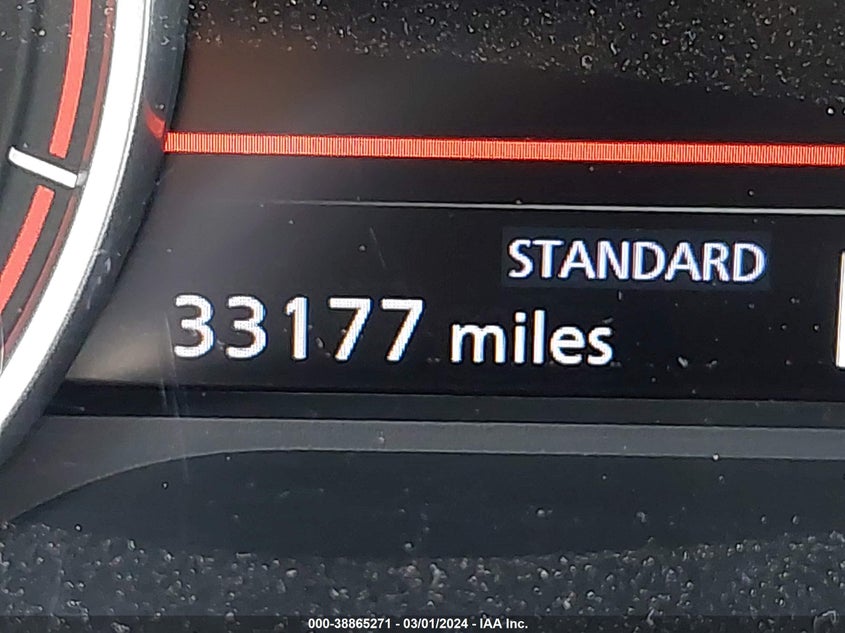 STANDARD
33177 miles
000-38865271 - 03/01/2024 - IAA Inc.